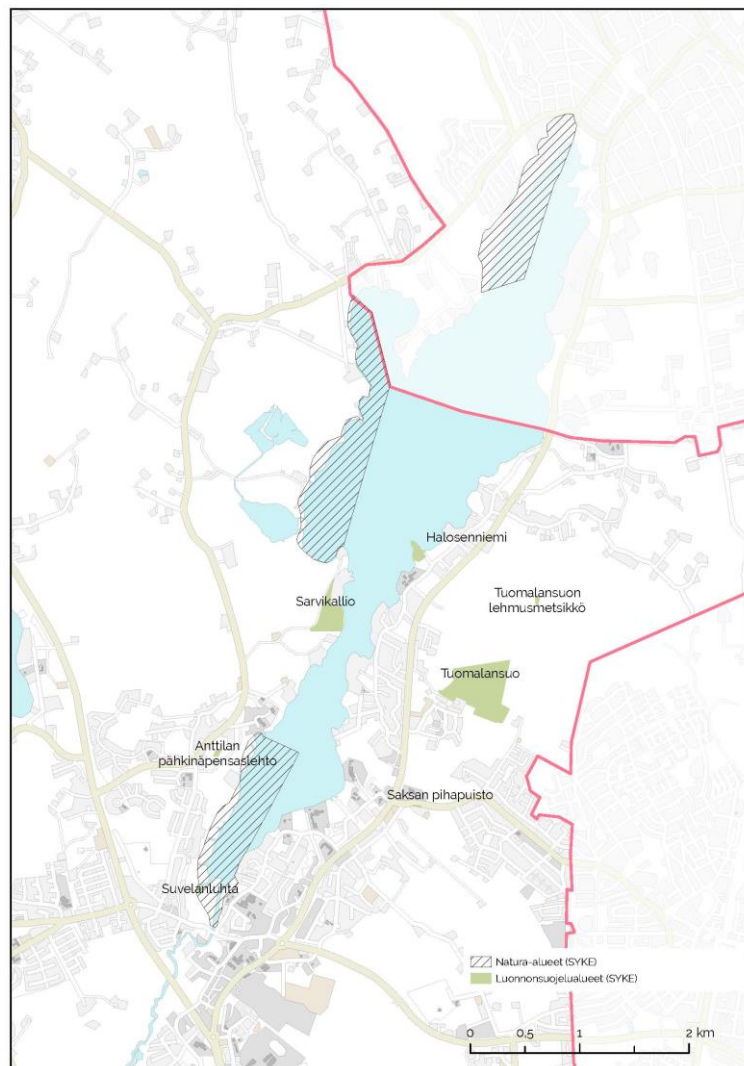 Halosenniemi
Sarvikallio
Tuomalansuon
lehmusmetsikkö
Tuomalansuo
Anttilan
pähkinäpensaslehto
Saksan pihapuisto
Suvelanluhta
Natura-alueet (SYKE)
Luonnonsuojelualueet (SYKE)
0 0,5 1 2 km